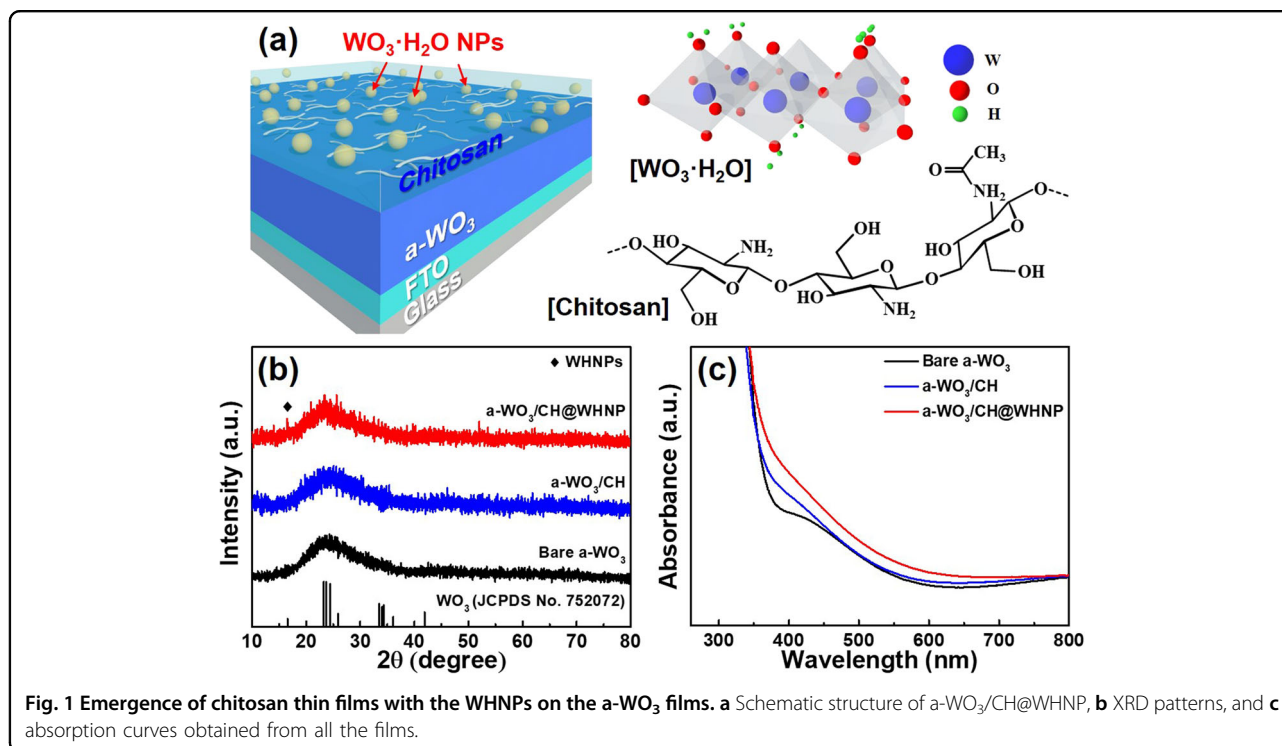 (a)
WO₃·H₂O NPs
Chitosan
a-WO₃
FTO
Glass
W
O
H
[WO₃·H₂O]
CH₃
O
NH₂
O
HO
OH
O
HO
NH₂
OH
O
O
O
O
HO
O
OH
NH₂
HO
O
OH
[Chitosan]
(b)
♦ WHNPs
a-WO₃/CH@WHNP
a-WO₃/CH
Bare a-WO₃
WO₃ (JCPDS No. 752072)
Intensity (a.u.)
10 20 30 40 50 60 70 80
2θ (degree)
(c)
Bare a-WO₃
a-WO₃/CH
a-WO₃/CH@WHNP
Absorbance (a.u.)
300 400 500 600 700 800
Wavelength (nm)
Fig. 1 Emergence of chitosan thin films with the WHNPs on the a-WO₃ films. a Schematic structure of a-WO₃/CH@WHNP, b XRD patterns, and c
absorption curves obtained from all the films.